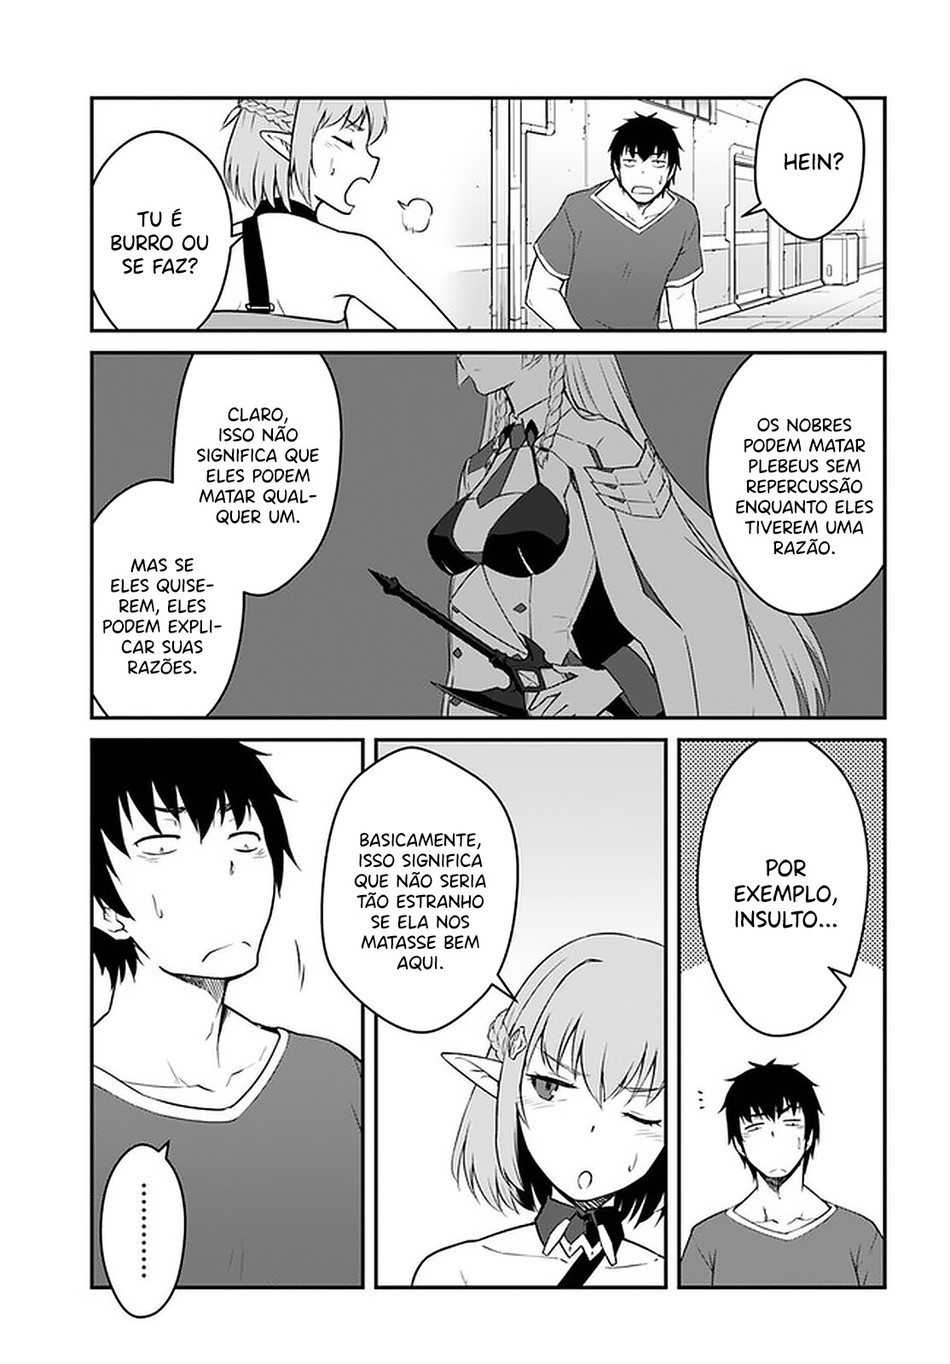 HEIN?
TU É
BURRO OU
SE FAZ?
OS NOBRES
PODEM MATAR
PLEBEUS SEM
REPERCUSSÃO
ENQUANTO ELES
TIVEREM UMA
RAZÃO.
CLARO,
ISSO NÃO
SIGNIFICA QUE
ELES PODEM
MATAR QUAL-
QUER UM.
MAS SE
ELES QUISE-
REM, ELES
PODEM EXPLI-
CAR SUAS
RAZÕES.
POR
EXEMPLO,
INSULTO...
BASICAMENTE,
ISSO SIGNIFICA
QUE NÃO SERIA
TÃO ESTRANHO
SE ELA NOS
MATASSE BEM
AQUI.
..........